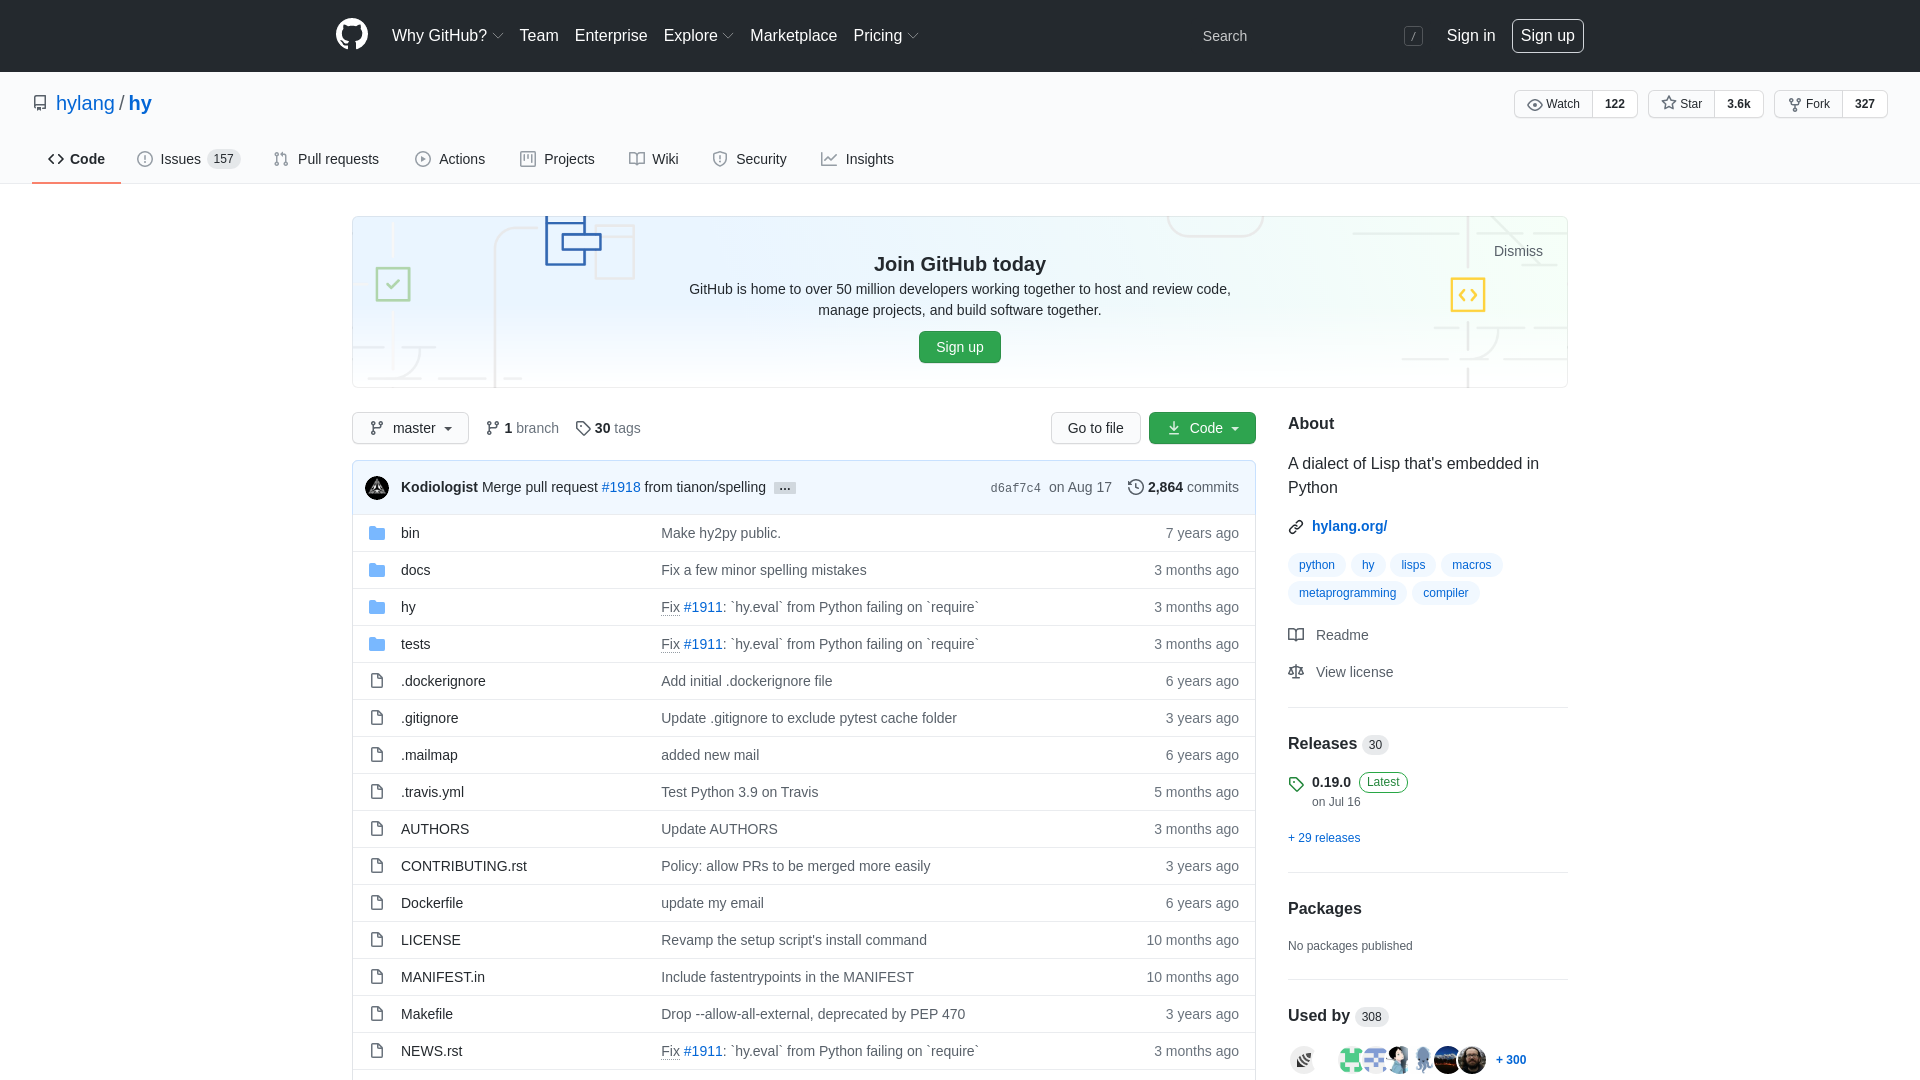 Why GitHub? Team Enterprise Explore Marketplace Pricing Search / Sign in Sign up
hylang / hy Watch 122 Star 3.6k Fork 327
Code Issues 157 Pull requests Actions Projects Wiki Security Insights
Dismiss
Join GitHub today
GitHub is home to over 50 million developers working together to host and review code,
manage projects, and build software together.
Sign up
master 1 branch 30 tags Go to file Code
Kodiologist Merge pull request #1918 from tianon/spelling … d6af7c4 on Aug 17 2,864 commits
bin Make hy2py public. 7 years ago
docs Fix a few minor spelling mistakes 3 months ago
hy Fix #1911: `hy.eval` from Python failing on `require` 3 months ago
tests Fix #1911: `hy.eval` from Python failing on `require` 3 months ago
.dockerignore Add initial .dockerignore file 6 years ago
.gitignore Update .gitignore to exclude pytest cache folder 3 years ago
.mailmap added new mail 6 years ago
.travis.yml Test Python 3.9 on Travis 5 months ago
AUTHORS Update AUTHORS 3 months ago
CONTRIBUTING.rst Policy: allow PRs to be merged more easily 3 years ago
Dockerfile update my email 6 years ago
LICENSE Revamp the setup script's install command 10 months ago
MANIFEST.in Include fastentrypoints in the MANIFEST 10 months ago
Makefile Drop --allow-all-external, deprecated by PEP 470 3 years ago
NEWS.rst Fix #1911: `hy.eval` from Python failing on `require` 3 months ago
About
A dialect of Lisp that's embedded in
Python
hylang.org/
python hy lisps macros
metaprogramming compiler
Readme
View license
Releases 30
0.19.0 Latest
on Jul 16
+ 29 releases
Packages
No packages published
Used by 308
+ 300